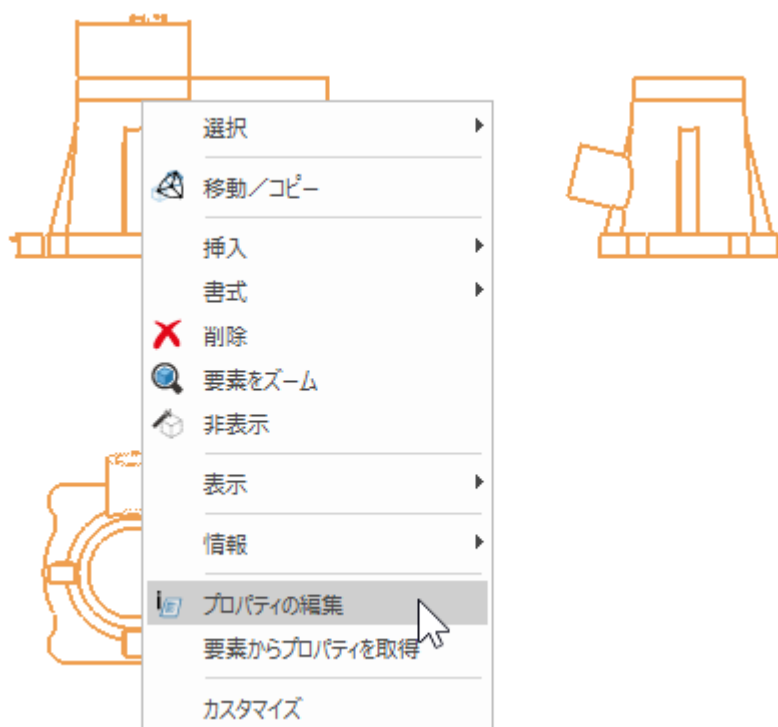 選択
移動／コピー
挿入
書式
削除
要素をズーム
非表示
表示
情報
プロパティの編集
要素からプロパティを取得
カスタマイズ